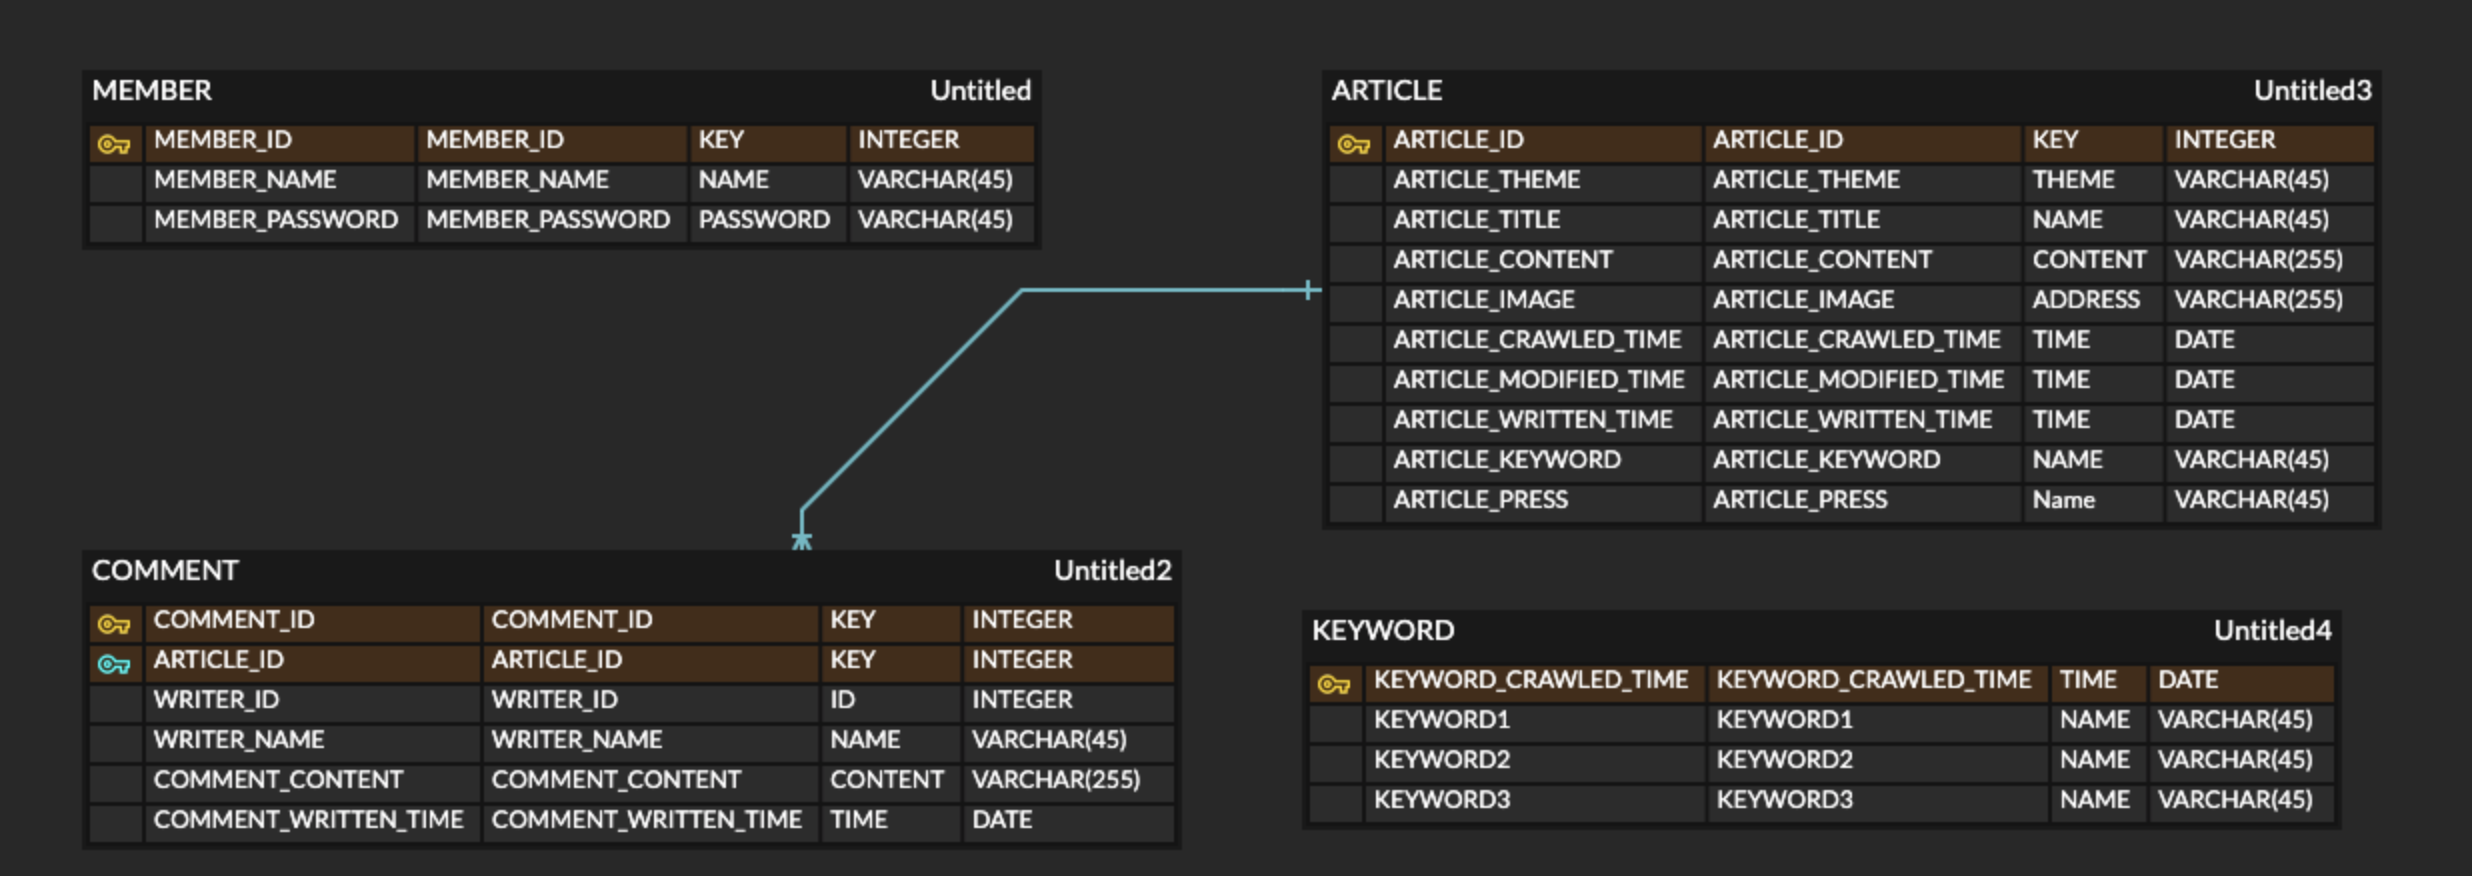 MEMBER Untitled
MEMBER_ID MEMBER_ID KEY INTEGER
MEMBER_NAME MEMBER_NAME NAME VARCHAR(45)
MEMBER_PASSWORD MEMBER_PASSWORD PASSWORD VARCHAR(45)
ARTICLE Untitled3
ARTICLE_ID ARTICLE_ID KEY INTEGER
ARTICLE_THEME ARTICLE_THEME THEME VARCHAR(45)
ARTICLE_TITLE ARTICLE_TITLE NAME VARCHAR(45)
ARTICLE_CONTENT ARTICLE_CONTENT CONTENT VARCHAR(255)
ARTICLE_IMAGE ARTICLE_IMAGE ADDRESS VARCHAR(255)
ARTICLE_CRAWLED_TIME ARTICLE_CRAWLED_TIME TIME DATE
ARTICLE_MODIFIED_TIME ARTICLE_MODIFIED_TIME TIME DATE
ARTICLE_WRITTEN_TIME ARTICLE_WRITTEN_TIME TIME DATE
ARTICLE_KEYWORD ARTICLE_KEYWORD NAME VARCHAR(45)
ARTICLE_PRESS ARTICLE_PRESS Name VARCHAR(45)
COMMENT Untitled2
COMMENT_ID COMMENT_ID KEY INTEGER
ARTICLE_ID ARTICLE_ID KEY INTEGER
WRITER_ID WRITER_ID ID INTEGER
WRITER_NAME WRITER_NAME NAME VARCHAR(45)
COMMENT_CONTENT COMMENT_CONTENT CONTENT VARCHAR(255)
COMMENT_WRITTEN_TIME COMMENT_WRITTEN_TIME TIME DATE
KEYWORD Untitled4
KEYWORD_CRAWLED_TIME KEYWORD_CRAWLED_TIME TIME DATE
KEYWORD1 KEYWORD1 NAME VARCHAR(45)
KEYWORD2 KEYWORD2 NAME VARCHAR(45)
KEYWORD3 KEYWORD3 NAME VARCHAR(45)